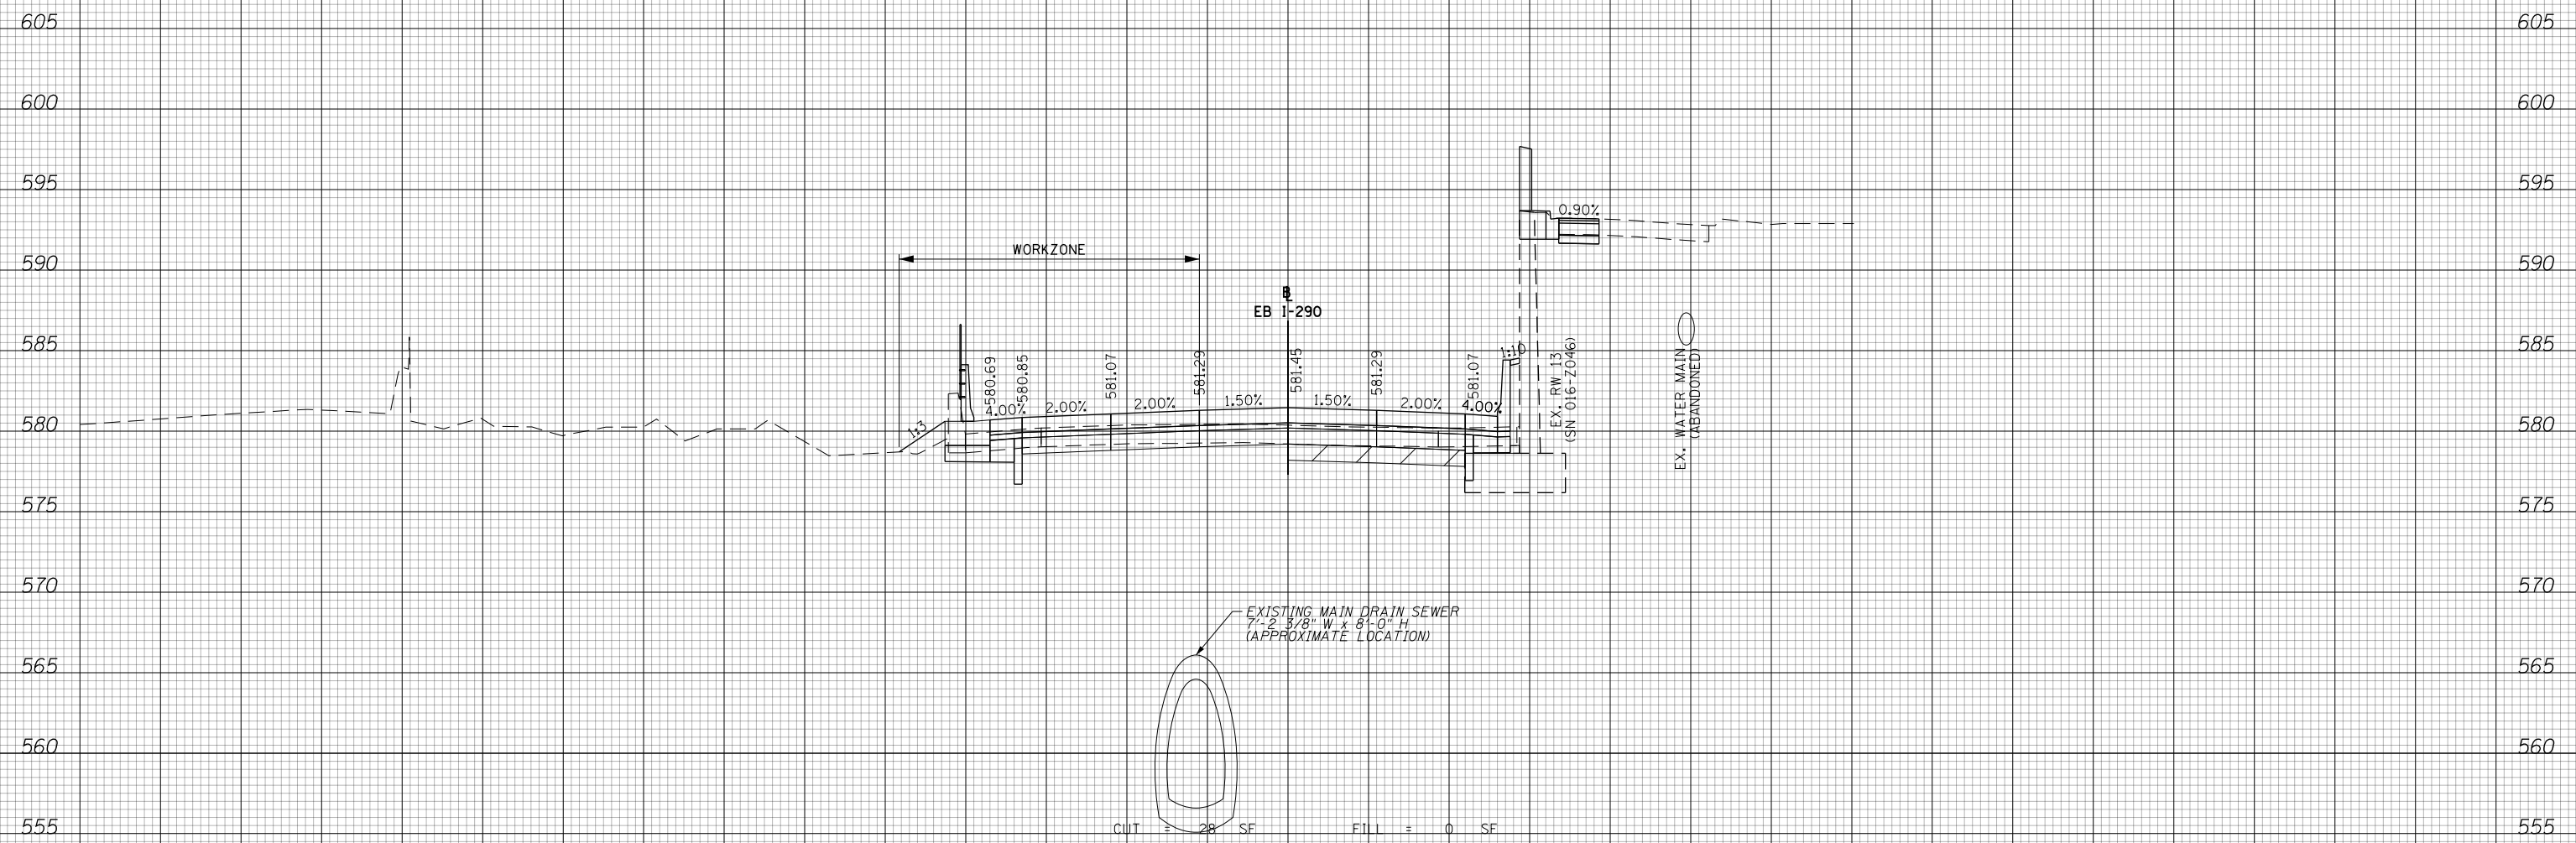 605 605
600 600
595 595
0.90%
WORKZONE
590 590
B
EB I-290
585 585
1:10
EX. RW 13
(SN 016-Z046)
EX. WATER MAIN
(ABANDONED)
580.69 580.85 581.07 581.29 581.45 581.29 581.07
4.00% 2.00% 2.00% 1.50% 1.50% 2.00% 4.00%
1:3
580 580
575 575
570 570
EXISTING MAIN DRAIN SEWER
7'-2 3/8" W x 8'-0" H
(APPROXIMATE LOCATION)
565 565
560 560
555 CUT = 28 SF FILL = 0 SF 555